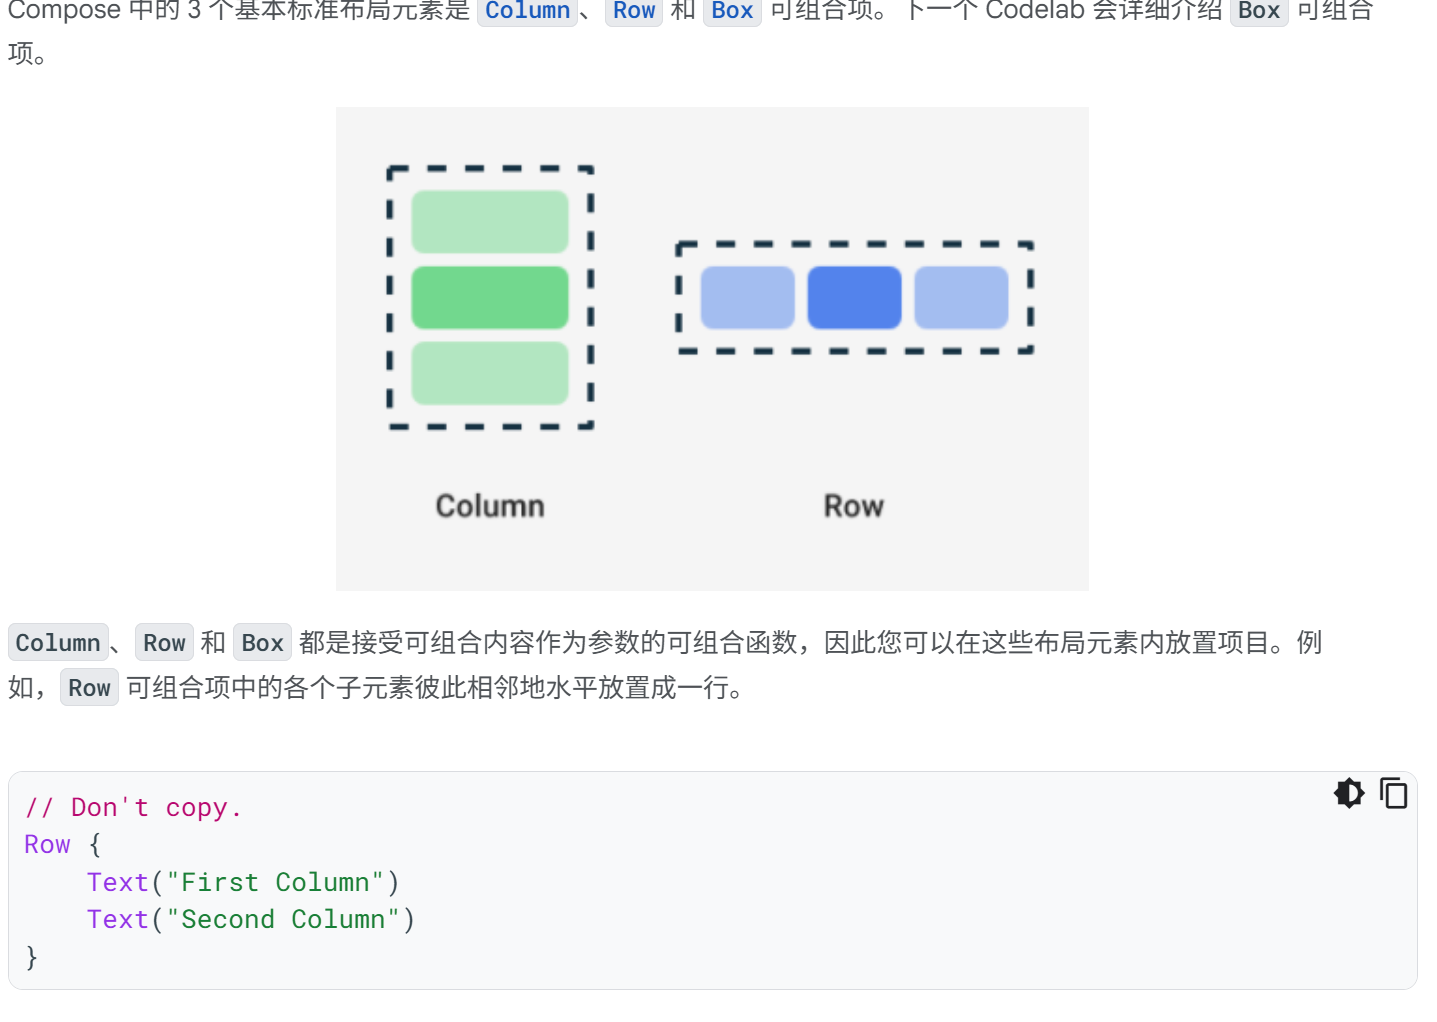 Compose 中的 3 个基本标准布局元素是 Column、 Row 和 Box 可组合项。下一个 Codelab 会详细介绍 Box 可组合
项。
Column
Row
Column、 Row 和 Box 都是接受可组合内容作为参数的可组合函数，因此您可以在这些布局元素内放置项目。例
如，Row 可组合项中的各个子元素彼此相邻地水平放置成一行。
// Don't copy.
Row {
    Text("First Column")
    Text("Second Column")
}